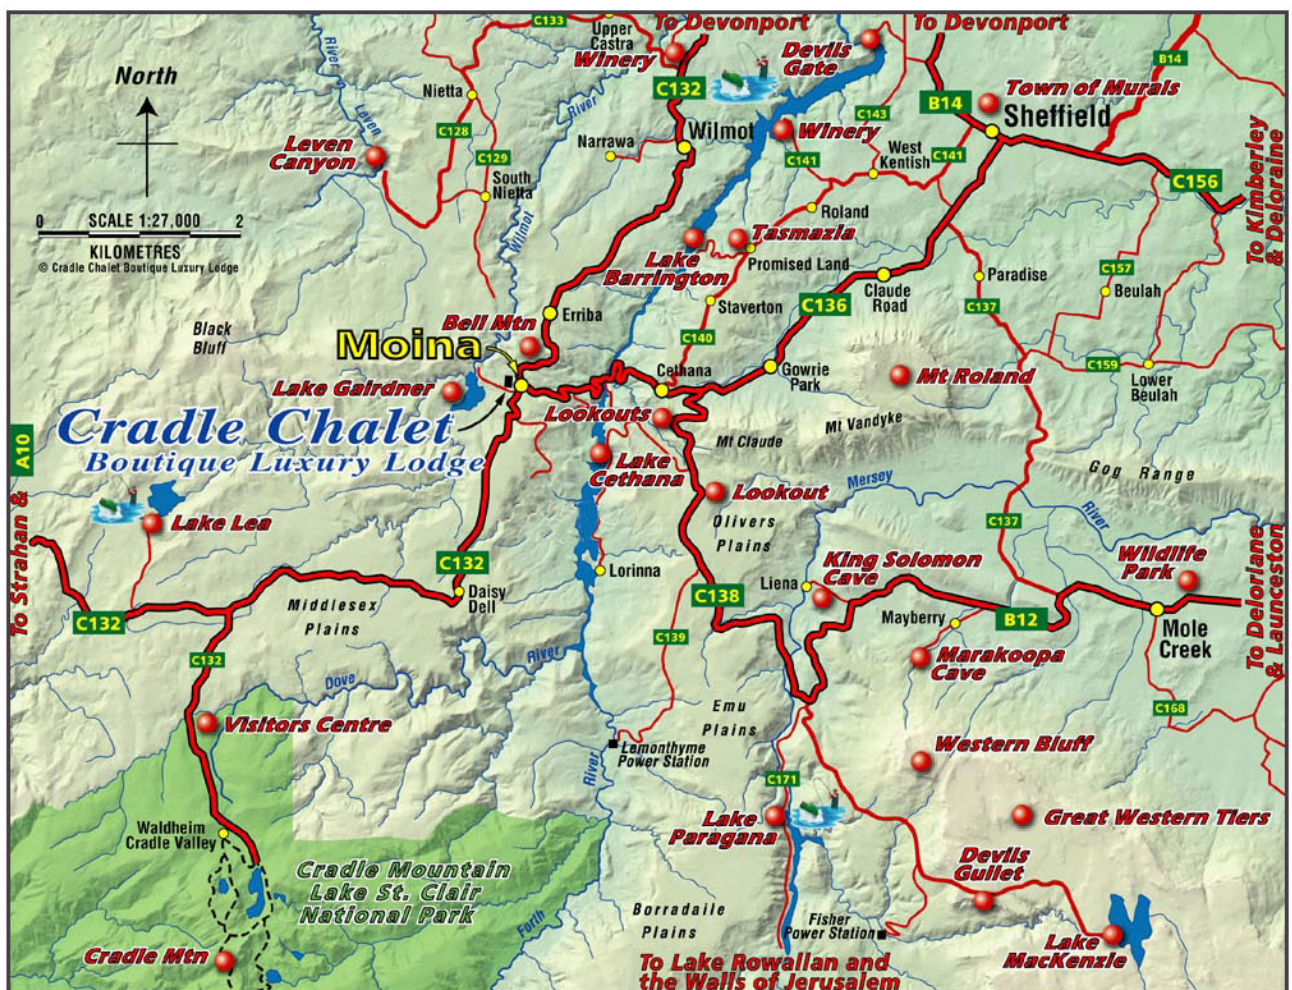 To Devonport
To Devonport
C133
Upper
Castra
Winery
Devils
Gate
B14
North
River
Leven
Nietta
C132
River
B14
Town of Murals
Sheffield
C128
Narrawa
Wilmot
C143
Winery
C141
West
Kentish
C141
Leven
Canyon
C129
South
Nietta
C156
To Kimberley
& Deloraine
0 SCALE 1:27,000 2
KILOMETRES
© Cradle Chalet Boutique Luxury Lodge
Wilmot
Roland
Tasmazia
Promised Land
Lake
Barrington
Paradise
C157
Beulah
Claude
Road
C136
C137
Staverton
Black
Bluff
Bell Mtn
Erriba
Moina
C140
Cethana
Gowrie
Park
Mt Roland
C159
Lower
Beulah
Lake Gairdner
Cradle Chalet
Boutique Luxury Lodge
Lookouts
Mt Claude
Mt Vandyke
Gog Range
A10
To Strahan &
Lake
Cethana
Lookout
Mersey
River
Lake Lea
Olivers
Plains
C137
King Solomon
Cave
Wildlife
Park
C132
Daisy
Dell
Lorinna
Liena
C138
Middlesex
Plains
C132
Mayberry
B12
Mole
Creek
To Deloriane
& Launceston
C132
C139
Marakoopa
Cave
River
Dove
Visitors Centre
Emu
Plains
C168
Lemonthyme
Power Station
Western Bluff
River
C171
Waldheim
Cradle Valley
Lake
Paragana
Great Western Tiers
Cradle Mountain
Lake St. Clair
National Park
Devils
Gullet
Borradaile
Plains
Forth
Fisher
Power Station
Lake
MacKenzie
Cradle Mtn
To Lake Rowallan and
the Walls of Jerusalem